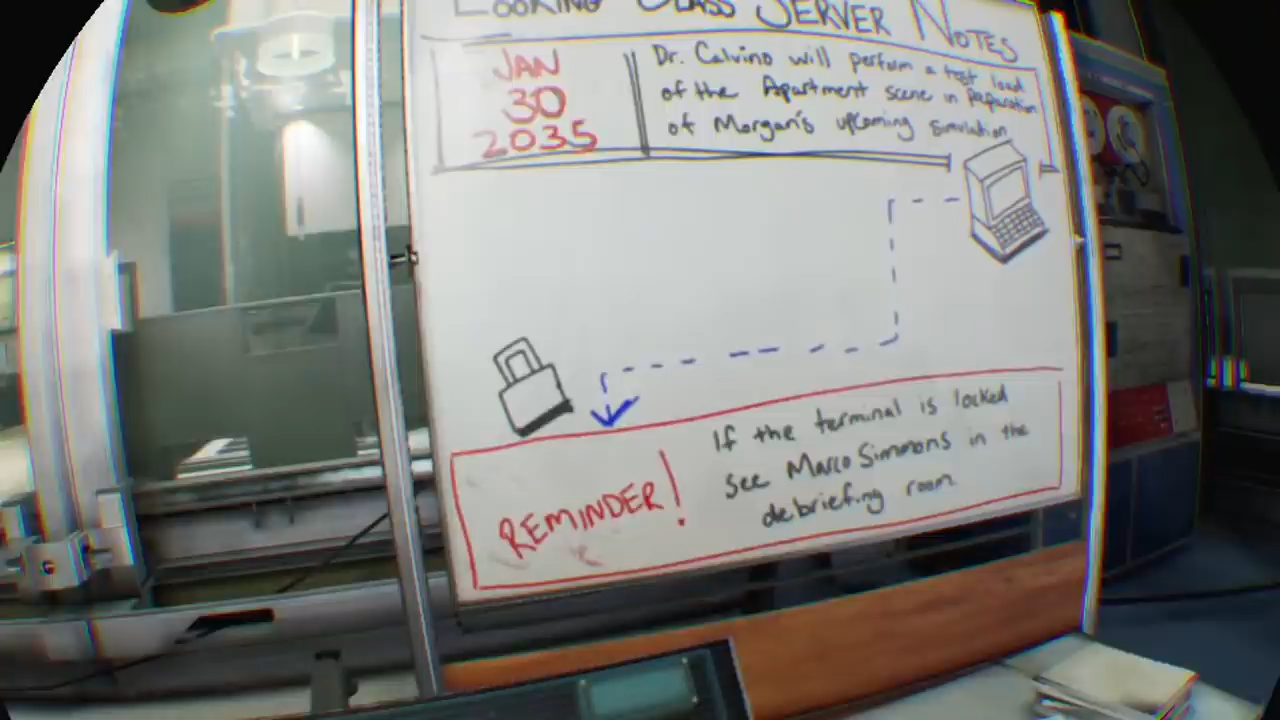 LOOKING GLASS SERVER NOTES
JAN
30
2035
Dr. Calvino will perform a test load
of the Apartment scene in preparation
of Morgan's upcoming simulation
REMINDER!
If the terminal is locked
see Marco Simmons in the
debriefing room